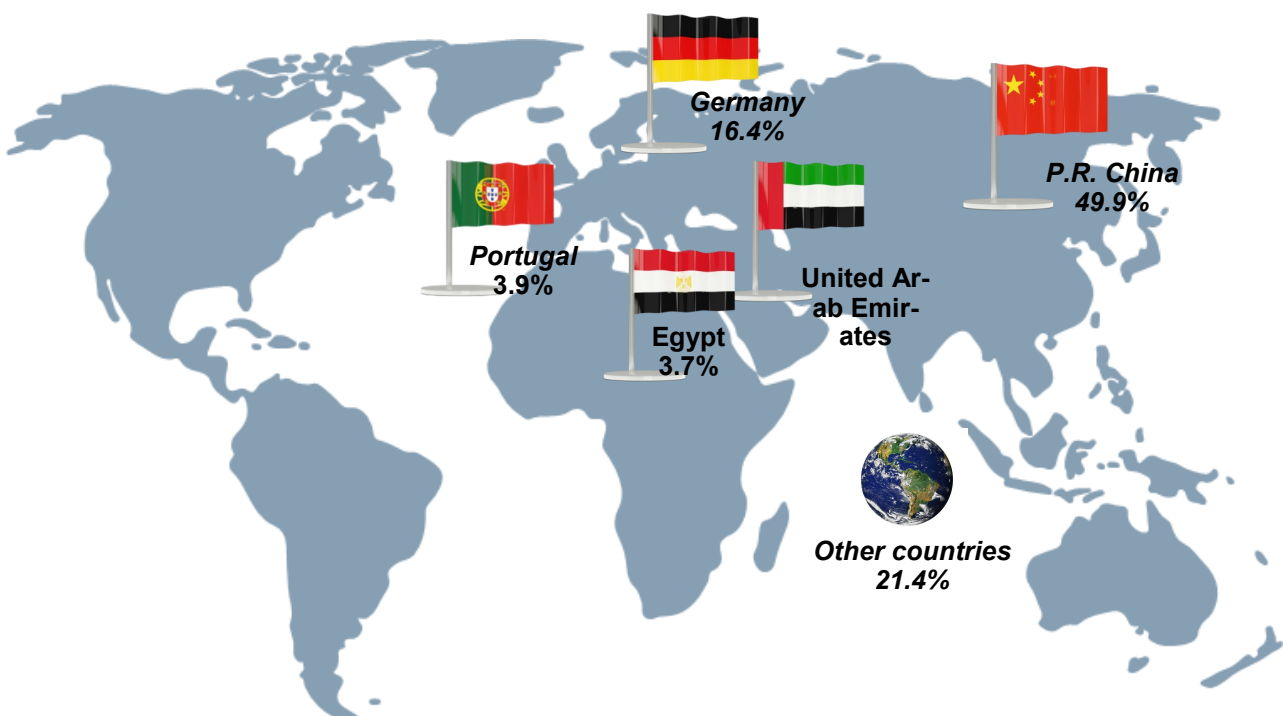 Germany
16.4%
P.R. China
49.9%
Portugal
3.9%
United Ar-
ab Emir-
ates
Egypt
3.7%
Other countries
21.4%